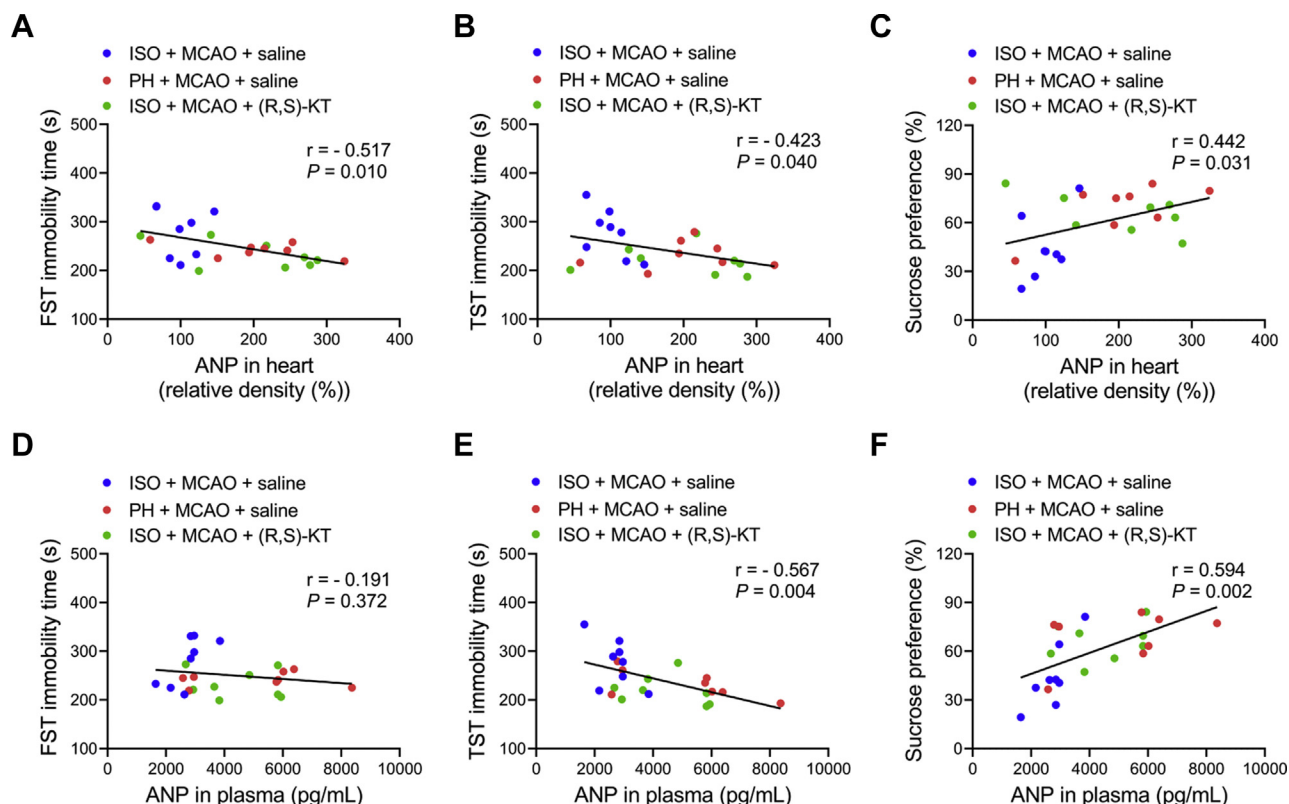 A
ISO + MCAO + saline
PH + MCAO + saline
ISO + MCAO + (R,S)-KT
FST immobility time (s)
500
400
300
200
100
r = - 0.517
P = 0.010
0
100
200
300
400
ANP in heart
(relative density (%))
B
ISO + MCAO + saline
PH + MCAO + saline
ISO + MCAO + (R,S)-KT
TST immobility time (s)
500
400
300
200
100
r = - 0.423
P = 0.040
0
100
200
300
400
ANP in heart
(relative density (%))
C
ISO + MCAO + saline
PH + MCAO + saline
ISO + MCAO + (R,S)-KT
Sucrose preference (%)
120
90
60
30
0
r = 0.442
P = 0.031
0
100
200
300
400
ANP in heart
(relative density (%))
D
ISO + MCAO + saline
PH + MCAO + saline
ISO + MCAO + (R,S)-KT
FST immobility time (s)
500
400
300
200
100
r = - 0.191
P = 0.372
0
2000
4000
6000
8000
10000
ANP in plasma (pg/mL)
E
ISO + MCAO + saline
PH + MCAO + saline
ISO + MCAO + (R,S)-KT
TST immobility time (s)
500
400
300
200
100
r = - 0.567
P = 0.004
0
2000
4000
6000
8000
10000
ANP in plasma (pg/mL)
F
ISO + MCAO + saline
PH + MCAO + saline
ISO + MCAO + (R,S)-KT
Sucrose preference (%)
120
90
60
30
0
r = 0.594
P = 0.002
0
2000
4000
6000
8000
10000
ANP in plasma (pg/mL)